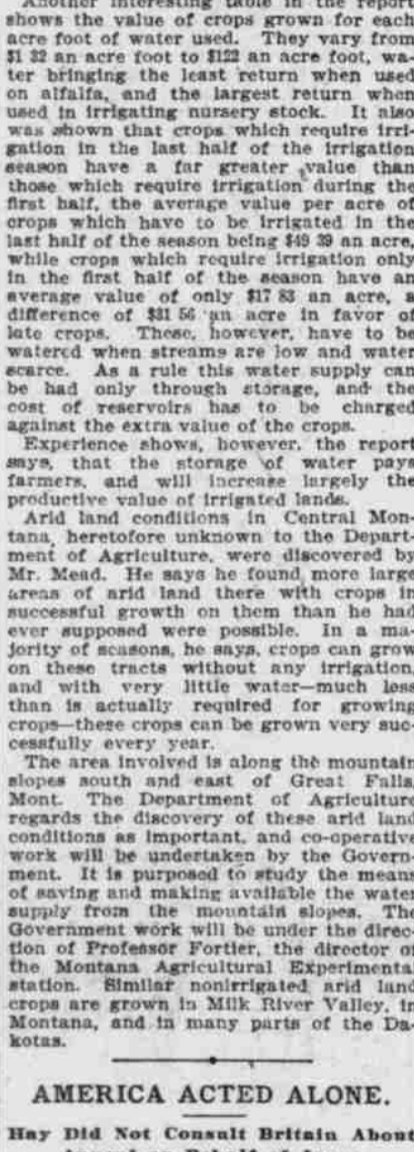 Another interesting table in the report
shows the value of crops grown for each
acre foot of water used. They vary from
$1 32 an acre foot to $122 an acre foot, wa-
ter bringing the least return when used
on alfalfa, and the largest return when
used in irrigating nursery stock. It also
was shown that crops which require irri-
gation in the last half of the irrigation
season have a far greater value than
those which require irrigation during the
first half, the average value per acre of
crops which have to be irrigated in the
last half of the season being $49 39 an acre,
while crops which require irrigation only
in the first half of the season have an
average value of only $17 83 an acre, a
difference of $31 56 an acre in favor of
late crops. These, however, have to be
watered when streams are low and water
scarce. As a rule this water supply can
be had only through storage, and the
cost of reservoirs has to be charged
against the extra value of the crops.
Experience shows, however, the report
says, that the storage of water pays
farmers, and will increase largely the
productive value of irrigated lands.
Arid land conditions in Central Mon-
tana, heretofore unknown to the Depart-
ment of Agriculture, were discovered by
Mr. Mead. He says he found more large
areas of arid land there with crops in
successful growth on them than he had
ever supposed were possible. In a ma-
jority of seasons, he says, crops can grow
on these tracts without any irrigation,
and with very little water—much less
than is actually required for growing
crops—these crops can be grown very suc-
cessfully every year.
The area involved is along the mountain
slopes south and east of Great Falls,
Mont. The Department of Agriculture
regards the discovery of these arid land
conditions as important, and co-operative
work will be undertaken by the Govern-
ment. It is purposed to study the means
of saving and making available the water
supply from the mountain slopes. The
Government work will be under the direc-
tion of Professor Fortier, the director of
the Montana Agricultural Experimental
station. Similar nonirrigated arid land
crops are grown in Milk River Valley, in
Montana, and in many parts of the Da-
kotas.
AMERICA ACTED ALONE.
Hay Did Not Consult Britain About